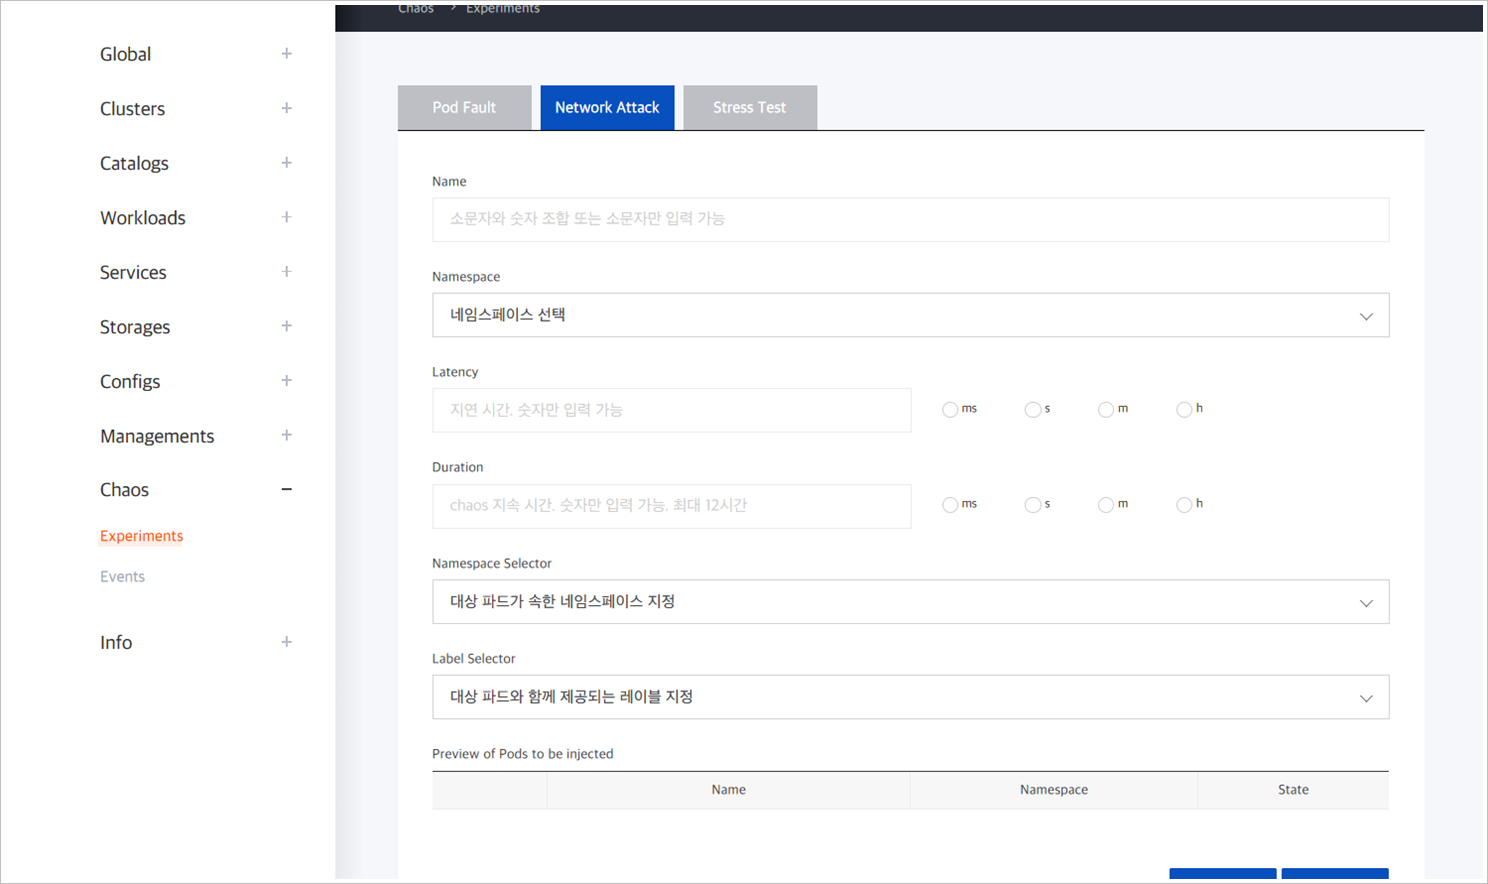 Chaos > Experiments
Global +
Clusters +
Catalogs +
Workloads +
Services +
Storages +
Configs +
Managements +
Chaos −
Experiments
Events
Info +
Pod Fault
Network Attack
Stress Test
Name
소문자와 숫자 조합 또는 소문자만 입력 가능
Namespace
네임스페이스 선택
Latency
지연 시간. 숫자만 입력 가능
ms s m h
Duration
chaos 지속 시간. 숫자만 입력 가능. 최대 12시간
ms s m h
Namespace Selector
대상 파드가 속한 네임스페이스 지정
Label Selector
대상 파드와 함께 제공되는 레이블 지정
Preview of Pods to be injected
Name Namespace State